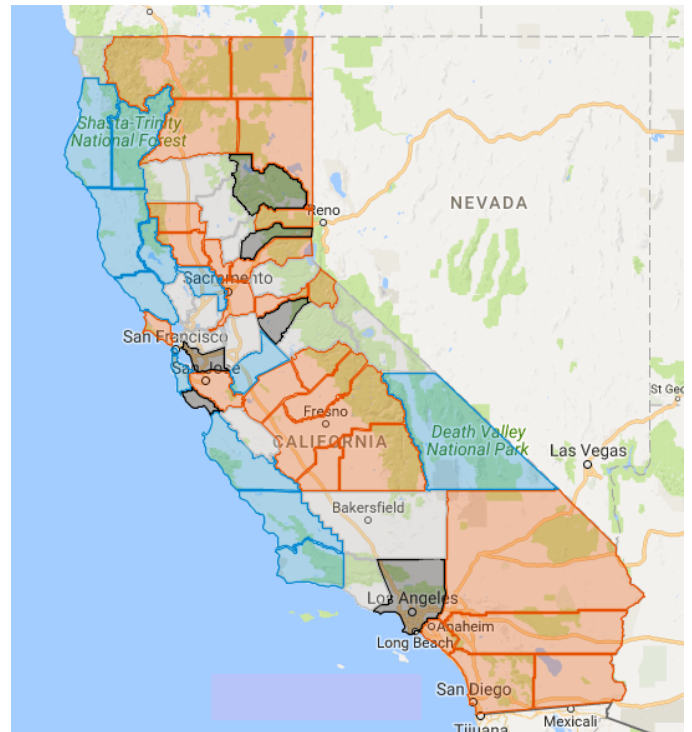 Shasta-Trinity
National Forest
Reno
NEVADA
Sacramento
San Francisco
San Jose
St Geo
Fresno
CALIFORNIA
Death Valley
National Park
Las Vegas
Bakersfield
Los Angeles
Anaheim
Long Beach
San Diego
Tijuana
Mexicali